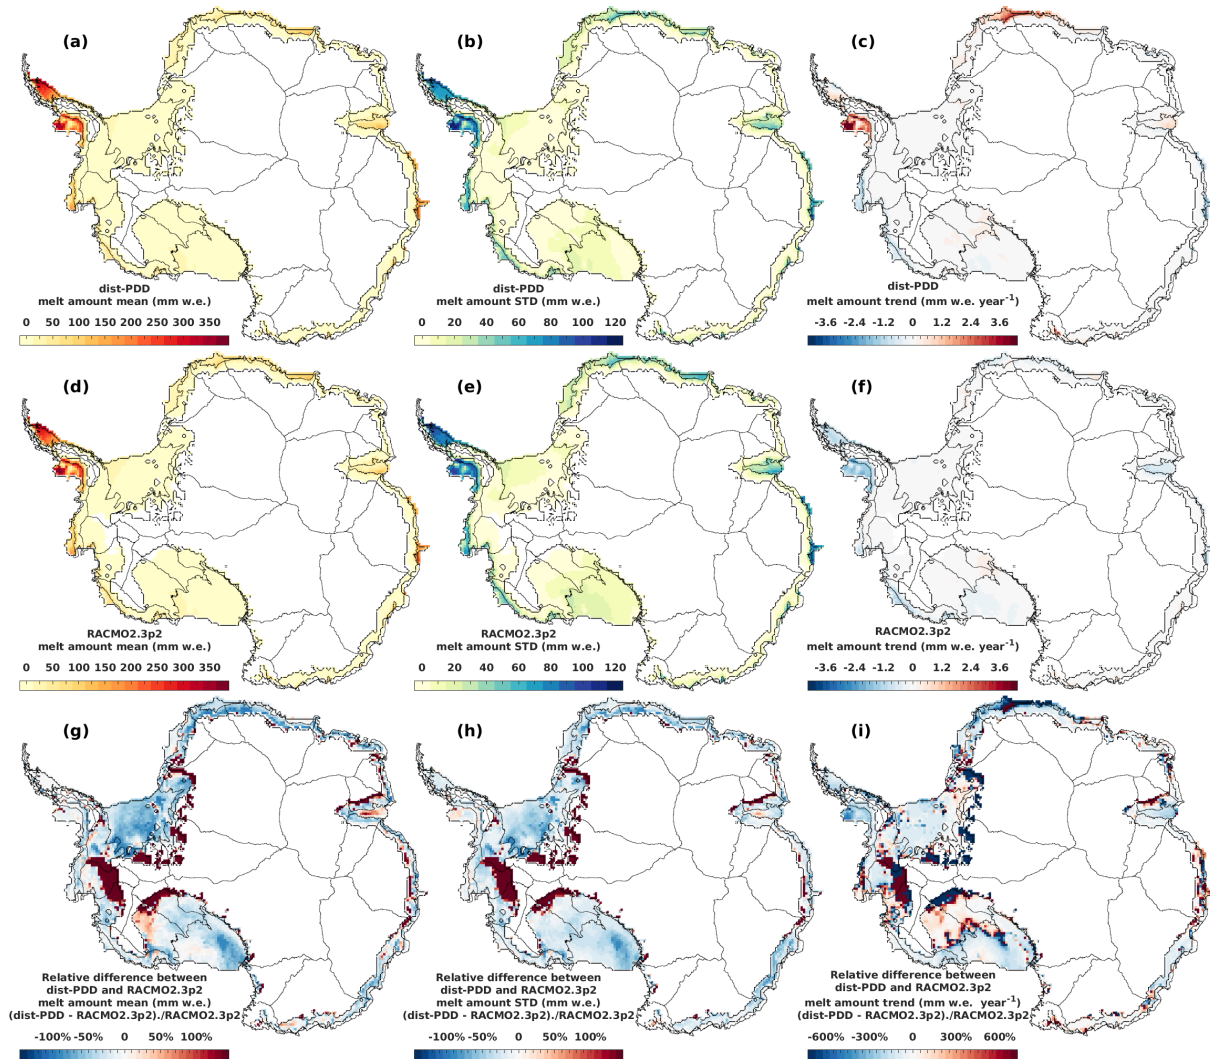 (a)
dist-PDD
melt amount mean (mm w.e.)
0 50 100 150 200 250 300 350
(b)
dist-PDD
melt amount STD (mm w.e.)
0 20 40 60 80 100 120
(c)
dist-PDD
melt amount trend (mm w.e. year-1)
-3.6 -2.4 -1.2 0 1.2 2.4 3.6
(d)
RACMO2.3p2
melt amount mean (mm w.e.)
0 50 100 150 200 250 300 350
(e)
RACMO2.3p2
melt amount STD (mm w.e.)
0 20 40 60 80 100 120
(f)
RACMO2.3p2
melt amount trend (mm w.e. year-1)
-3.6 -2.4 -1.2 0 1.2 2.4 3.6
(g)
Relative difference between
dist-PDD and RACMO2.3p2
melt amount mean (mm w.e.)
(dist-PDD - RACMO2.3p2)./RACMO2.3p2
-100% -50% 0 50% 100%
(h)
Relative difference between
dist-PDD and RACMO2.3p2
melt amount STD (mm w.e.)
(dist-PDD - RACMO2.3p2)./RACMO2.3p2
-100% -50% 0 50% 100%
(i)
Relative difference between
dist-PDD and RACMO2.3p2
melt amount trend (mm w.e. year-1)
(dist-PDD - RACMO2.3p2)./RACMO2.3p2
-600% -300% 0 300% 600%